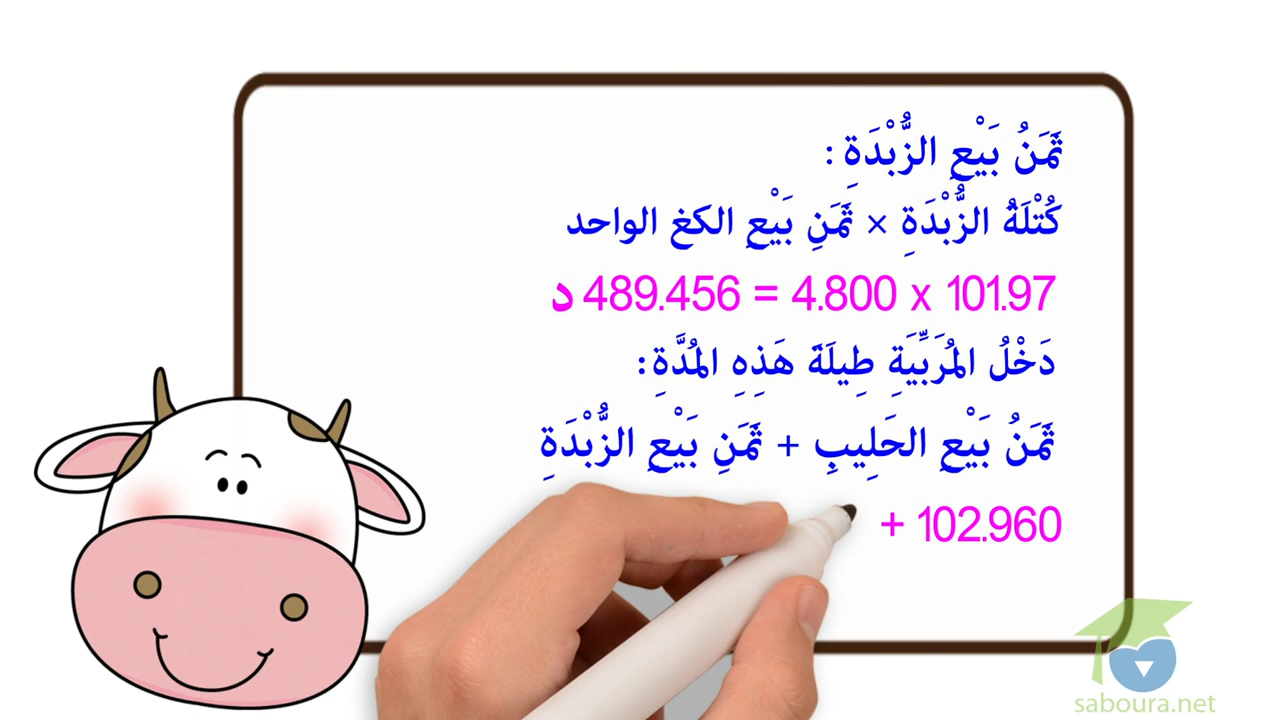 ثَمَنُ بَيْعِ الزُّبْدَةِ :
كُتْلَةُ الزُّبْدَةِ × ثَمَنِ بَيْعِ الكغ الواحد
101.97 x 4.800 = 489.456 د
دَخْلُ المُرَبِّيَةِ طِيلَةَ هَذِهِ المُدَّةِ :
ثَمَنُ بَيْعِ الحَلِيبِ + ثَمَنِ بَيْعِ الزُّبْدَةِ
102.960 +
saboura.net